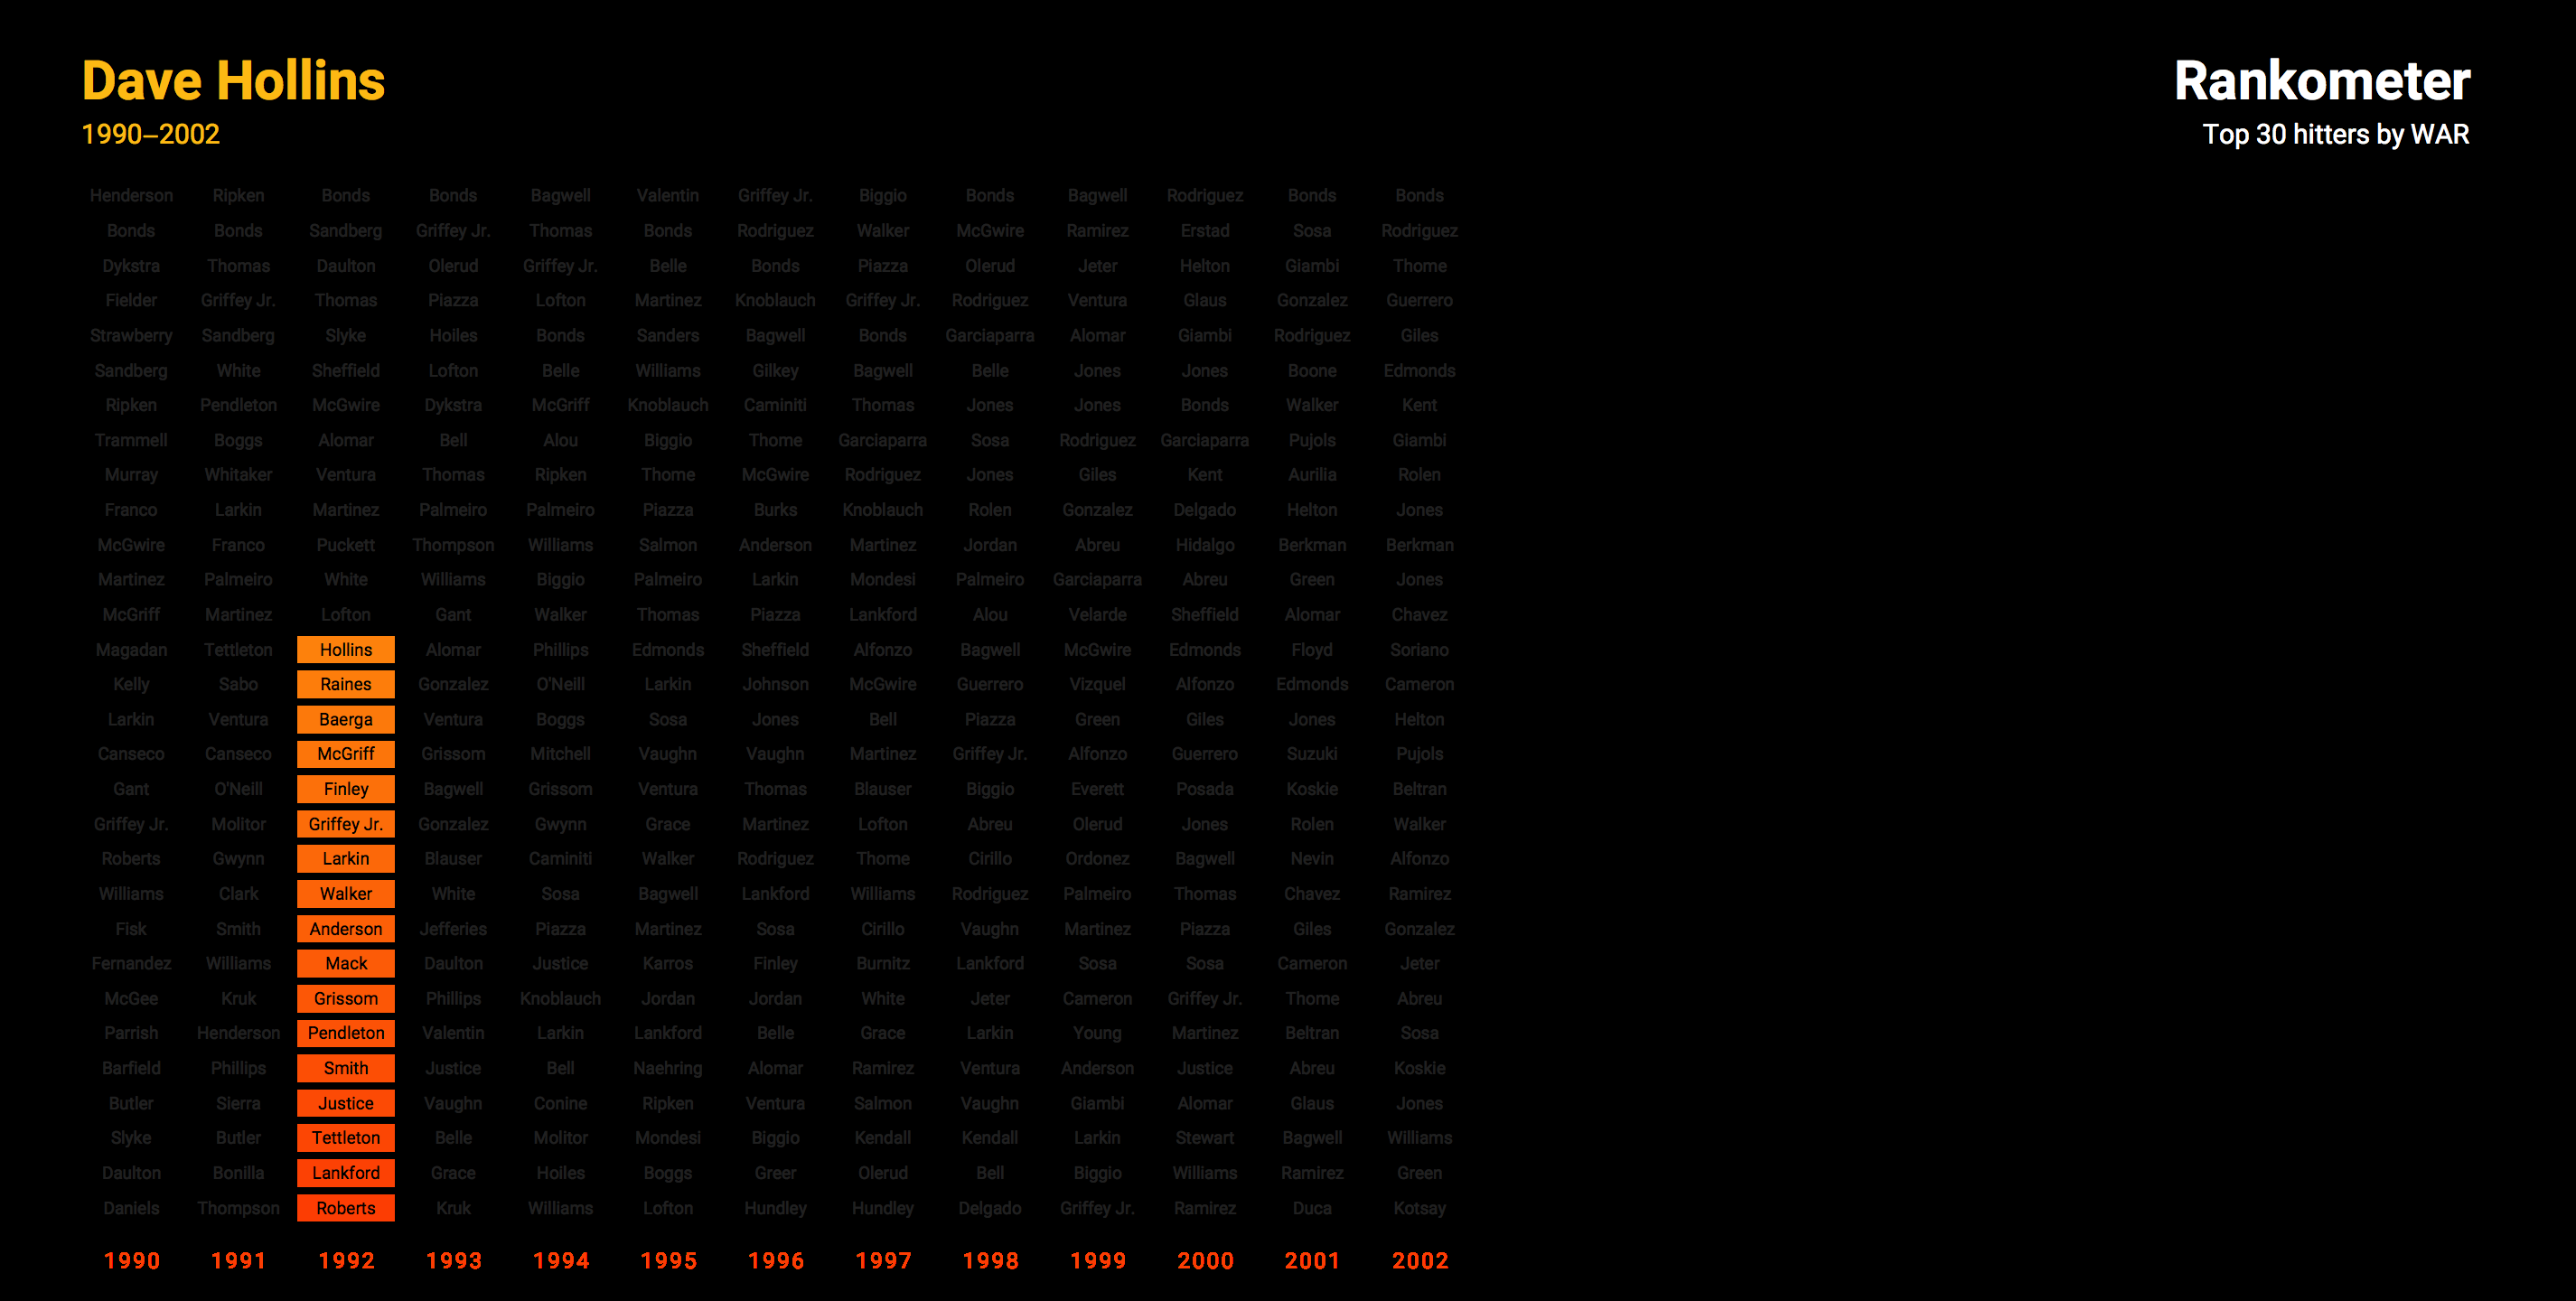 Dave Hollins
1990–2002
Rankometer
Top 30 hitters by WAR
Henderson Ripken Bonds Bonds Bagwell Valentin Griffey Jr. Biggio Bonds Bagwell Rodriguez Bonds Bonds
Bonds Bonds Sandberg Griffey Jr. Thomas Bonds Rodriguez Walker McGwire Ramirez Erstad Sosa Rodriguez
Dykstra Thomas Daulton Olerud Griffey Jr. Belle Bonds Piazza Olerud Jeter Helton Giambi Thome
Fielder Griffey Jr. Thomas Piazza Lofton Martinez Knoblauch Griffey Jr. Rodriguez Ventura Glaus Gonzalez Guerrero
Strawberry Sandberg Slyke Hoiles Bonds Sanders Bagwell Bonds Garciaparra Alomar Giambi Rodriguez Giles
Sandberg White Sheffield Lofton Belle Williams Gilkey Bagwell Belle Jones Jones Boone Edmonds
Ripken Pendleton McGwire Dykstra McGriff Knoblauch Caminiti Thomas Jones Jones Bonds Walker Kent
Trammell Boggs Alomar Bell Alou Biggio Thome Garciaparra Sosa Rodriguez Garciaparra Pujols Giambi
Murray Whitaker Ventura Thomas Ripken Thome McGwire Rodriguez Jones Giles Kent Aurilia Rolen
Franco Larkin Martinez Palmeiro Palmeiro Piazza Burks Knoblauch Rolen Gonzalez Delgado Helton Jones
McGwire Franco Puckett Thompson Williams Salmon Anderson Martinez Jordan Abreu Hidalgo Berkman Berkman
Martinez Palmeiro White Williams Biggio Palmeiro Larkin Mondesi Palmeiro Garciaparra Abreu Green Jones
McGriff Martinez Lofton Gant Walker Thomas Piazza Lankford Alou Velarde Sheffield Alomar Chavez
Magadan Tettleton Hollins Alomar Phillips Edmonds Sheffield Alfonzo Bagwell McGwire Edmonds Floyd Soriano
Kelly Sabo Raines Gonzalez O'Neill Larkin Johnson McGwire Guerrero Vizquel Alfonzo Edmonds Cameron
Larkin Ventura Baerga Ventura Boggs Sosa Jones Bell Piazza Green Giles Jones Helton
Canseco Canseco McGriff Grissom Mitchell Vaughn Vaughn Martinez Griffey Jr. Alfonzo Guerrero Suzuki Pujols
Gant O'Neill Finley Bagwell Grissom Ventura Thomas Blauser Biggio Everett Posada Koskie Beltran
Griffey Jr. Molitor Griffey Jr. Gonzalez Gwynn Grace Martinez Lofton Abreu Olerud Jones Rolen Walker
Roberts Gwynn Larkin Blauser Caminiti Walker Rodriguez Thome Cirillo Ordonez Bagwell Nevin Alfonzo
Williams Clark Walker White Sosa Bagwell Lankford Williams Rodriguez Palmeiro Thomas Chavez Ramirez
Fisk Smith Anderson Jefferies Piazza Martinez Sosa Cirillo Vaughn Martinez Piazza Giles Gonzalez
Fernandez Williams Mack Daulton Justice Karros Finley Burnitz Lankford Sosa Sosa Cameron Jeter
McGee Kruk Grissom Phillips Knoblauch Jordan Jordan White Jeter Cameron Griffey Jr. Thome Abreu
Parrish Henderson Pendleton Valentin Larkin Lankford Belle Grace Larkin Young Martinez Beltran Sosa
Barfield Phillips Smith Justice Bell Naehring Alomar Ramirez Ventura Anderson Justice Abreu Koskie
Butler Sierra Justice Vaughn Conine Ripken Ventura Salmon Vaughn Giambi Alomar Glaus Jones
Slyke Butler Tettleton Belle Molitor Mondesi Biggio Kendall Kendall Larkin Stewart Bagwell Williams
Daulton Bonilla Lankford Grace Hoiles Boggs Greer Olerud Bell Biggio Williams Ramirez Green
Daniels Thompson Roberts Kruk Williams Lofton Hundley Hundley Delgado Griffey Jr. Ramirez Duca Kotsay
1990 1991 1992 1993 1994 1995 1996 1997 1998 1999 2000 2001 2002